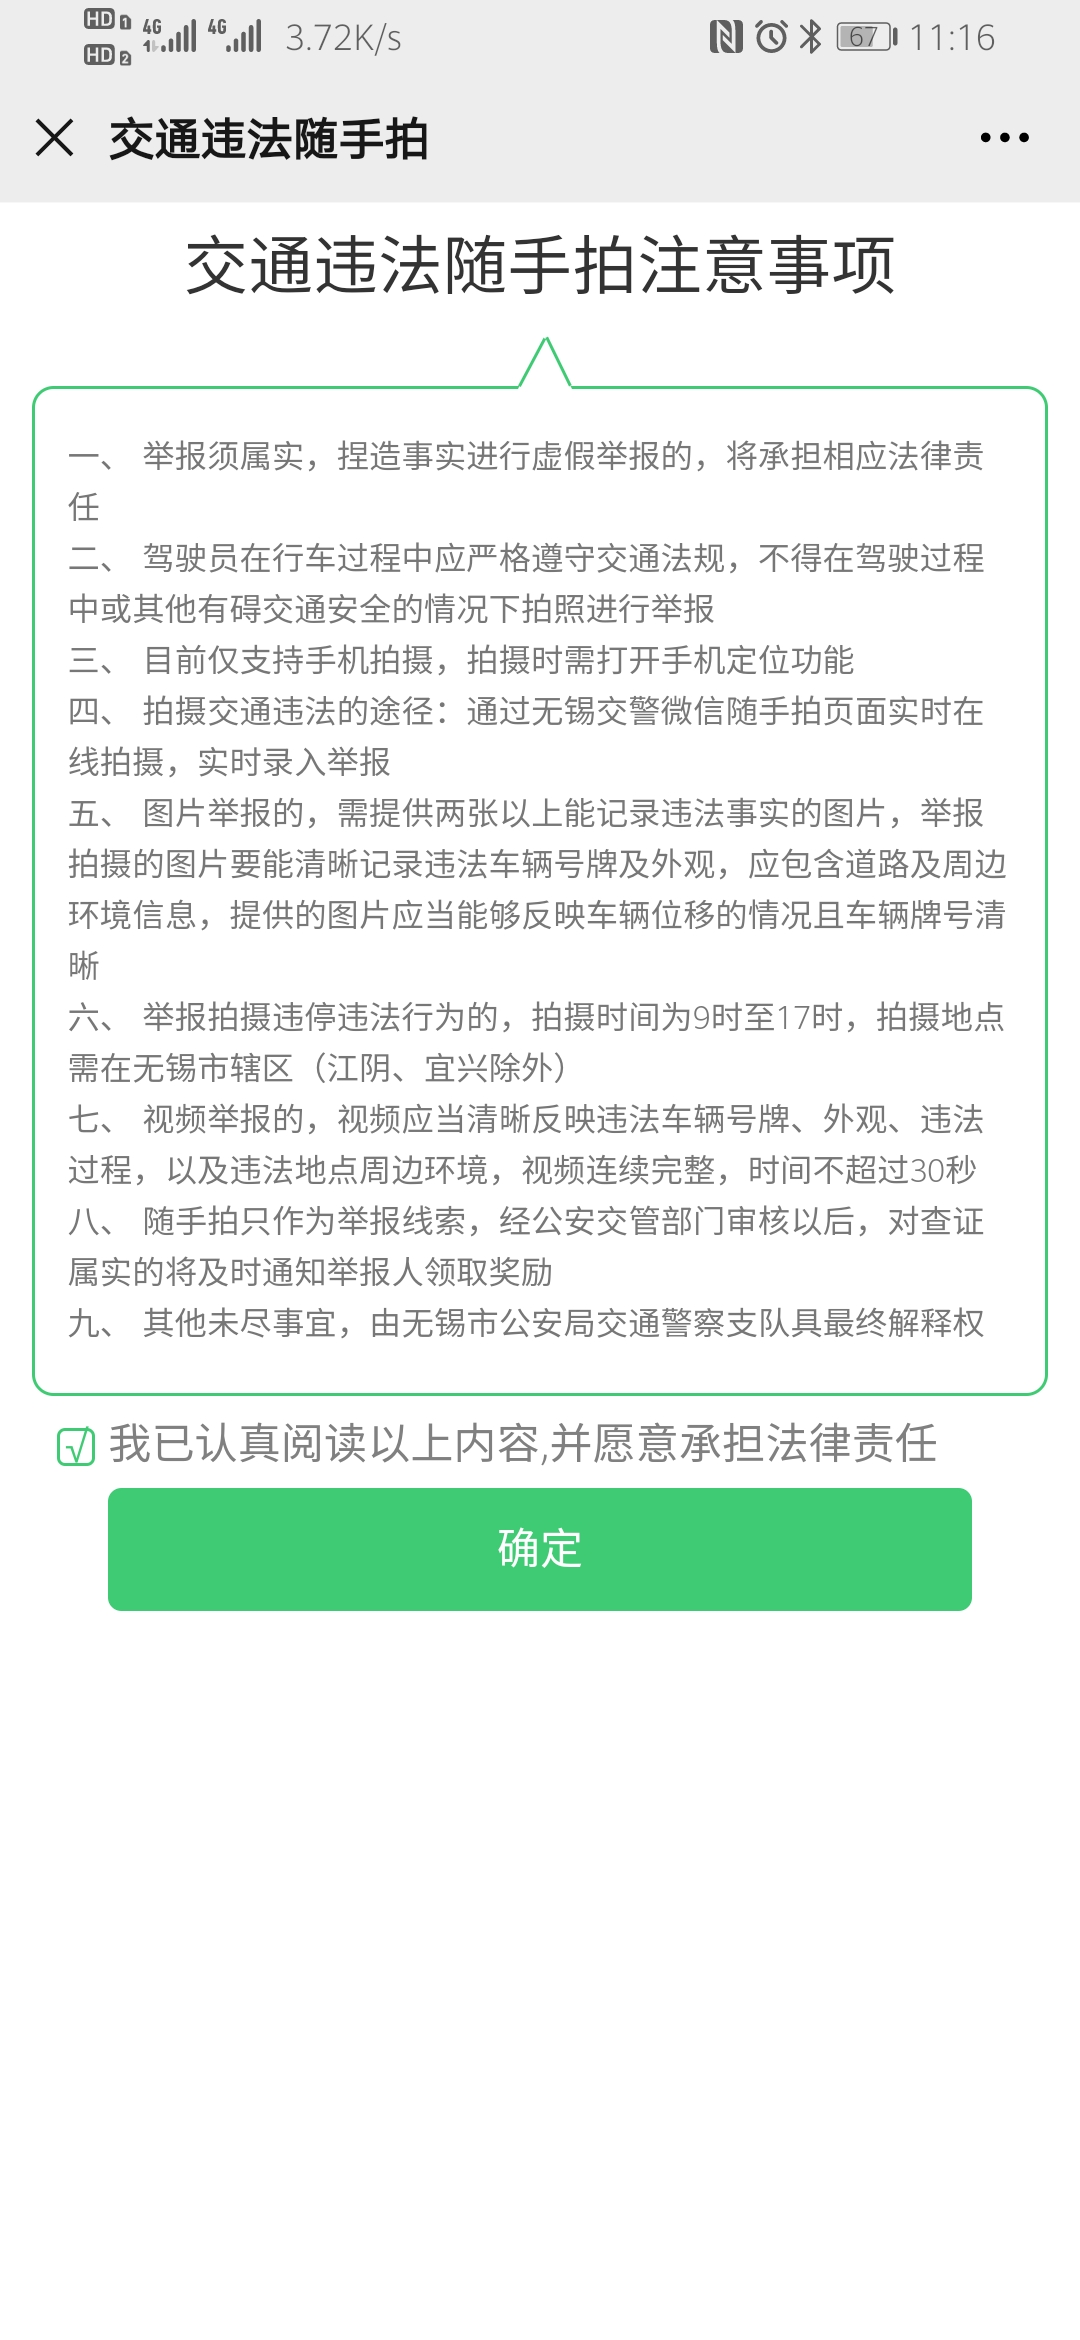 HD 1 4G 4G 3.72K/s 67 11:16
HD 2
交通违法随手拍
交通违法随手拍注意事项
一、 举报须属实，捏造事实进行虚假举报的，将承担相应法律责
任
二、 驾驶员在行车过程中应严格遵守交通法规，不得在驾驶过程
中或其他有碍交通安全的情况下拍照进行举报
三、 目前仅支持手机拍摄，拍摄时需打开手机定位功能
四、 拍摄交通违法的途径：通过无锡交警微信随手拍页面实时在
线拍摄，实时录入举报
五、 图片举报的，需提供两张以上能记录违法事实的图片，举报
拍摄的图片要能清晰记录违法车辆号牌及外观，应包含道路及周边
环境信息，提供的图片应当能够反映车辆位移的情况且车辆牌号清
晰
六、 举报拍摄违停违法行为的，拍摄时间为9时至17时，拍摄地点
需在无锡市辖区（江阴、宜兴除外）
七、 视频举报的，视频应当清晰反映违法车辆号牌、外观、违法
过程，以及违法地点周边环境，视频连续完整，时间不超过30秒
八、 随手拍只作为举报线索，经公安交管部门审核以后，对查证
属实的将及时通知举报人领取奖励
九、 其他未尽事宜，由无锡市公安局交通警察支队具最终解释权
我已认真阅读以上内容,并愿意承担法律责任
确定